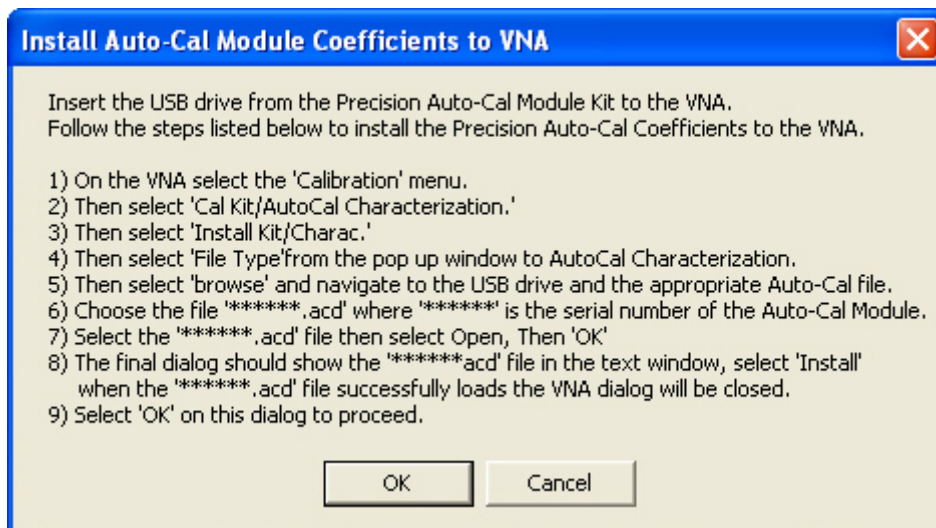 Install Auto-Cal Module Coefficients to VNA
Insert the USB drive from the Precision Auto-Cal Module Kit to the VNA.
Follow the steps listed below to install the Precision Auto-Cal Coefficients to the VNA.
1) On the VNA select the 'Calibration' menu.
2) Then select 'Cal Kit/AutoCal Characterization.'
3) Then select 'Install Kit/Charac.'
4) Then select 'File Type'from the pop up window to AutoCal Characterization.
5) Then select 'browse' and navigate to the USB drive and the appropriate Auto-Cal file.
6) Choose the file '******.acd' where '******' is the serial number of the Auto-Cal Module.
7) Select the '******.acd' file then select Open, Then 'OK'
8) The final dialog should show the '******acd' file in the text window, select 'Install'
when the '******.acd' file successfully loads the VNA dialog will be closed.
9) Select 'OK' on this dialog to proceed.
OK Cancel